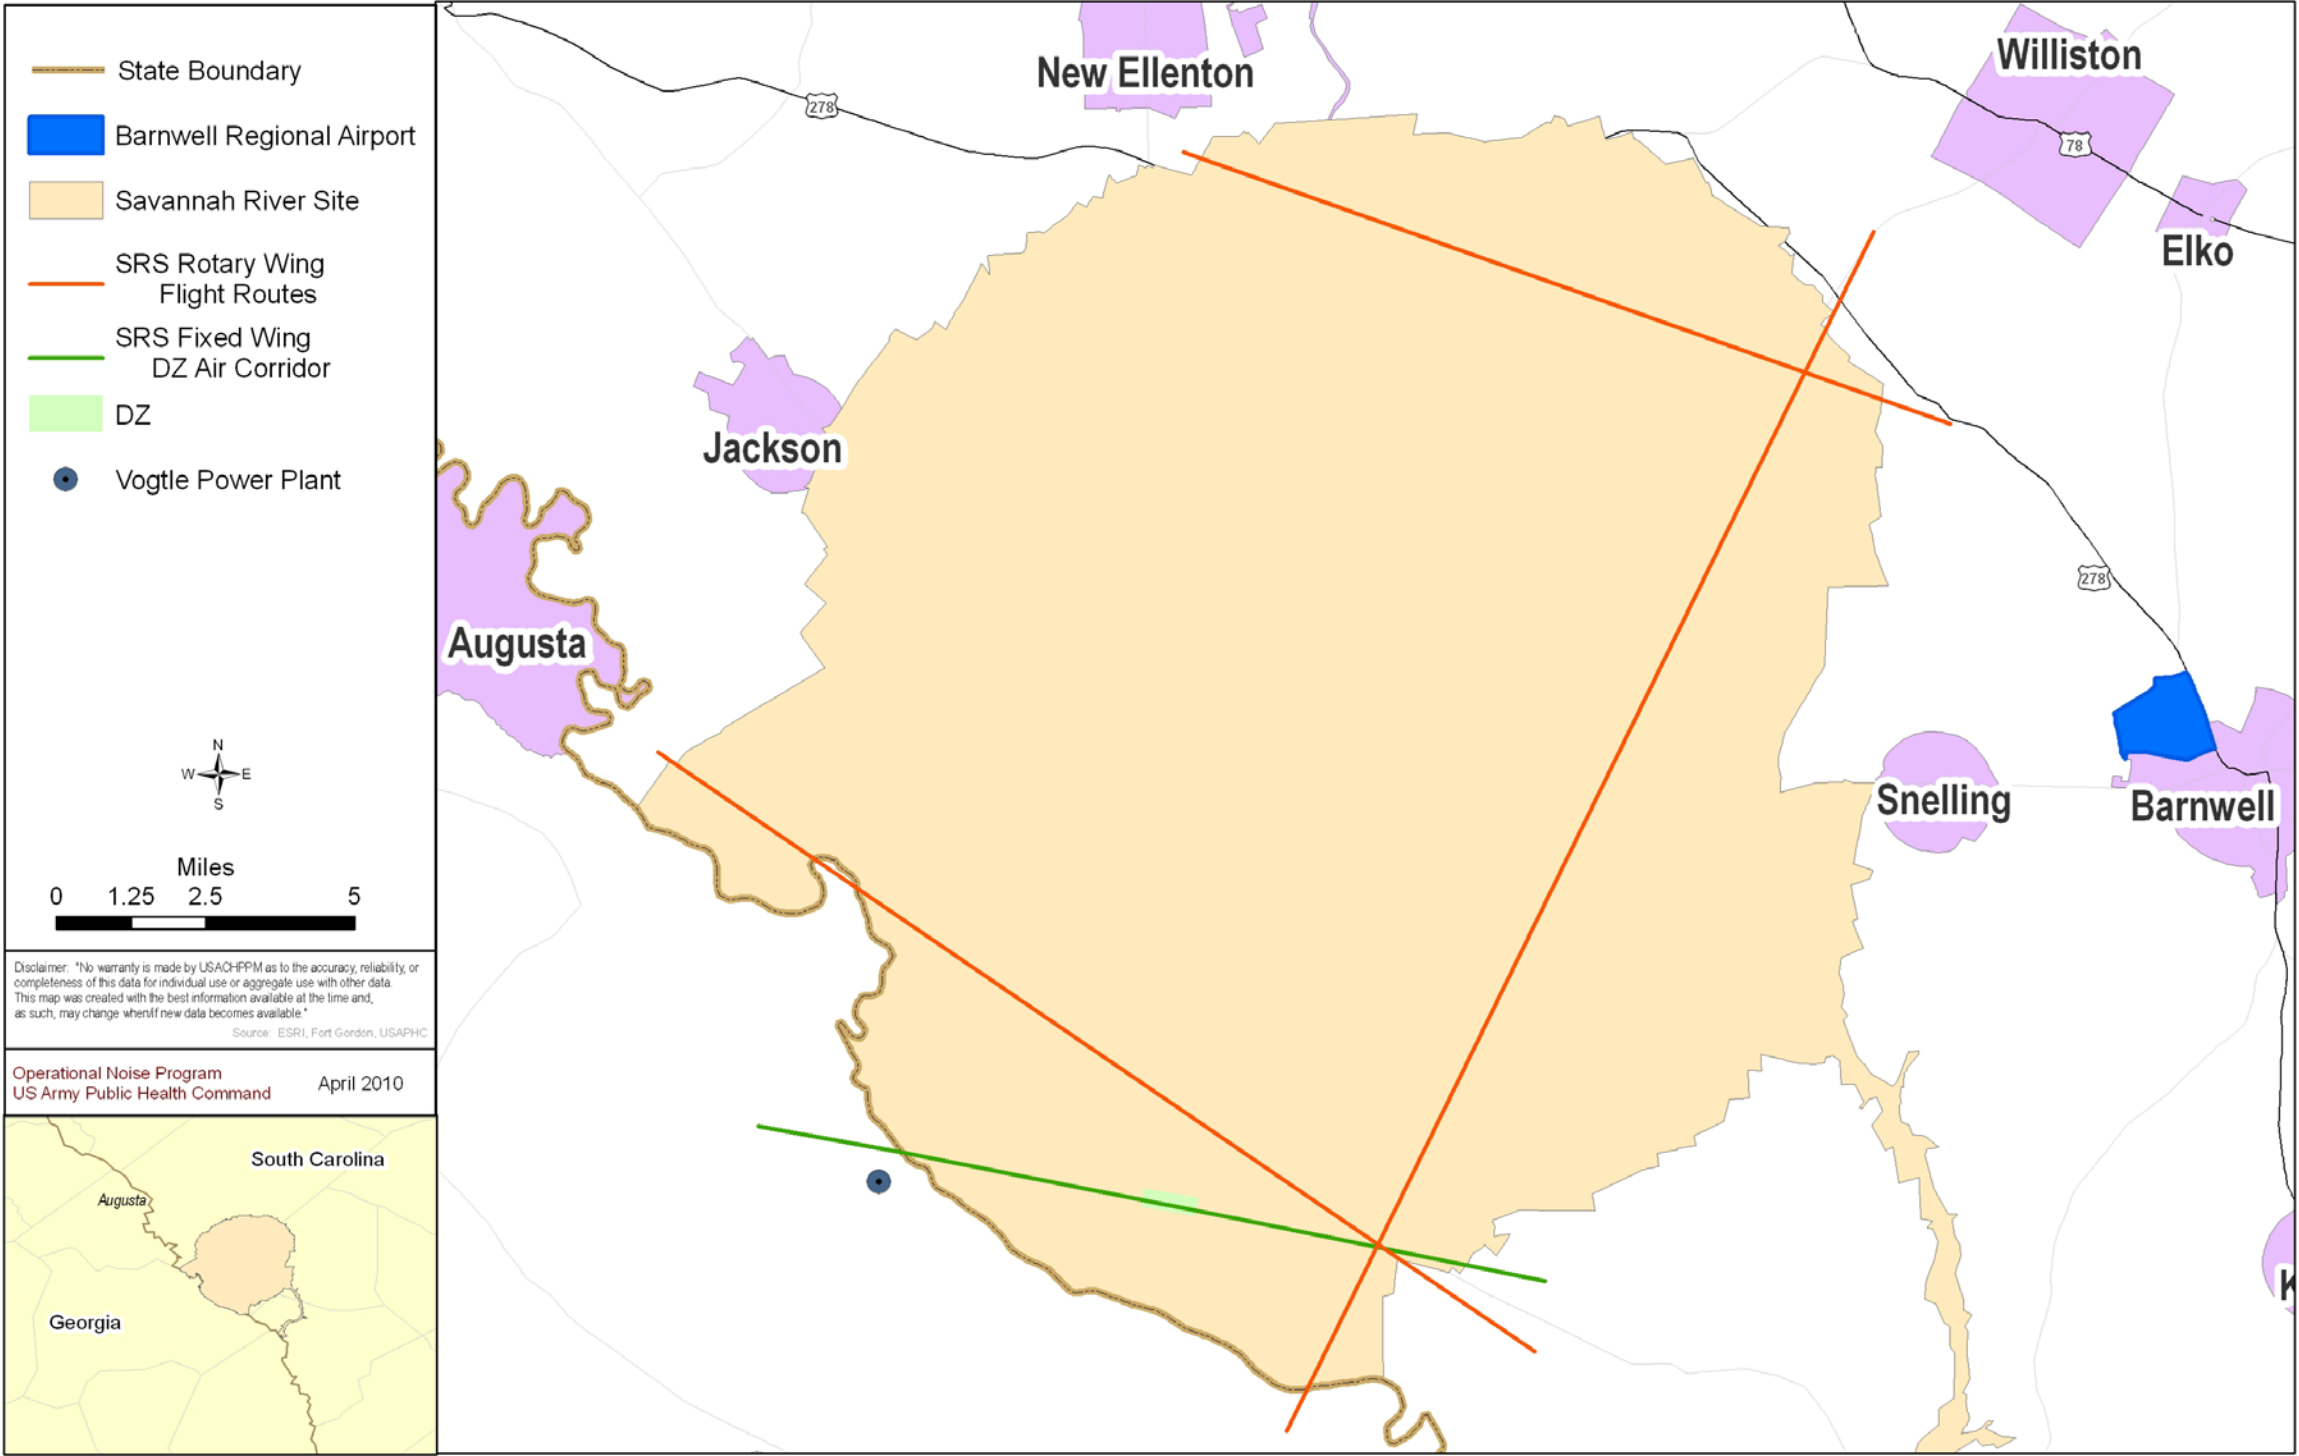 State Boundary
Barnwell Regional Airport
Savannah River Site
SRS Rotary Wing
Flight Routes
SRS Fixed Wing
DZ Air Corridor
DZ
Vogtle Power Plant
N
W E
S
Miles
0 1.25 2.5 5
Disclaimer: "No warranty is made by USACHPPM as to the accuracy, reliability, or
completeness of this data for individual use or aggregate use with other data.
This map was created with the best information available at the time and,
as such, may change when/if new data becomes available."
Source: ESRI, Fort Gordon, USAPHC
Operational Noise Program
US Army Public Health Command
April 2010
South Carolina
Augusta
Georgia
New Ellenton
Williston
278
78
Elko
Jackson
278
Augusta
Snelling
Barnwell
K